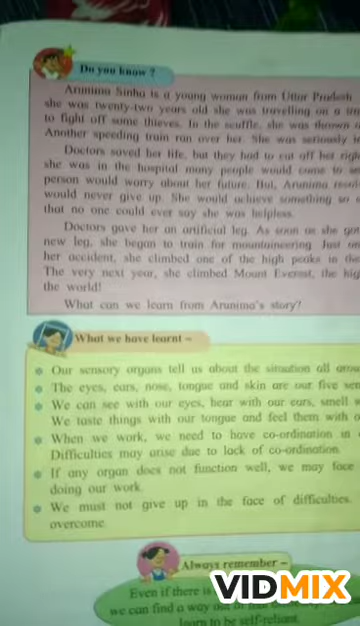 Do you know ?
Arunima Sinha is a young woman from Uttar Pradesh
she was twenty-two years old she was travelling on a
to fight off some thieves. In the scuffle, she was thrown
Another speeding train ran over her. She was seriously
Doctors saved her life, but they had to cut off her
she was in the hospital many people would come to
person would worry about her future. But, Arunima
would never give up. She would achieve something so
that no one could ever say she was helpless.
Doctors gave her an artificial leg. As soon as she got
new leg, she began to train for mountaineering. Just
her accident, she climbed one of the high peaks in the
The very next year, she climbed Mount Everest, the
the world!
What can we learn from Arunima's story?
What we have learnt –
Our sensory organs tell us about the situation all
The eyes, ears, nose, tongue and skin are our five
We can see with our eyes, hear with our ears, smell
We taste things with our tongue and feel them with
When we work, we need to have co-ordination in
Difficulties may arise due to lack of co-ordination.
If any organ does not function well, we may face
doing our work.
We must not give up in the face of difficulties.
overcome.
Always remember –
Even if there is
we can find a way out of
learn to be self-reliant.
VIDMIX